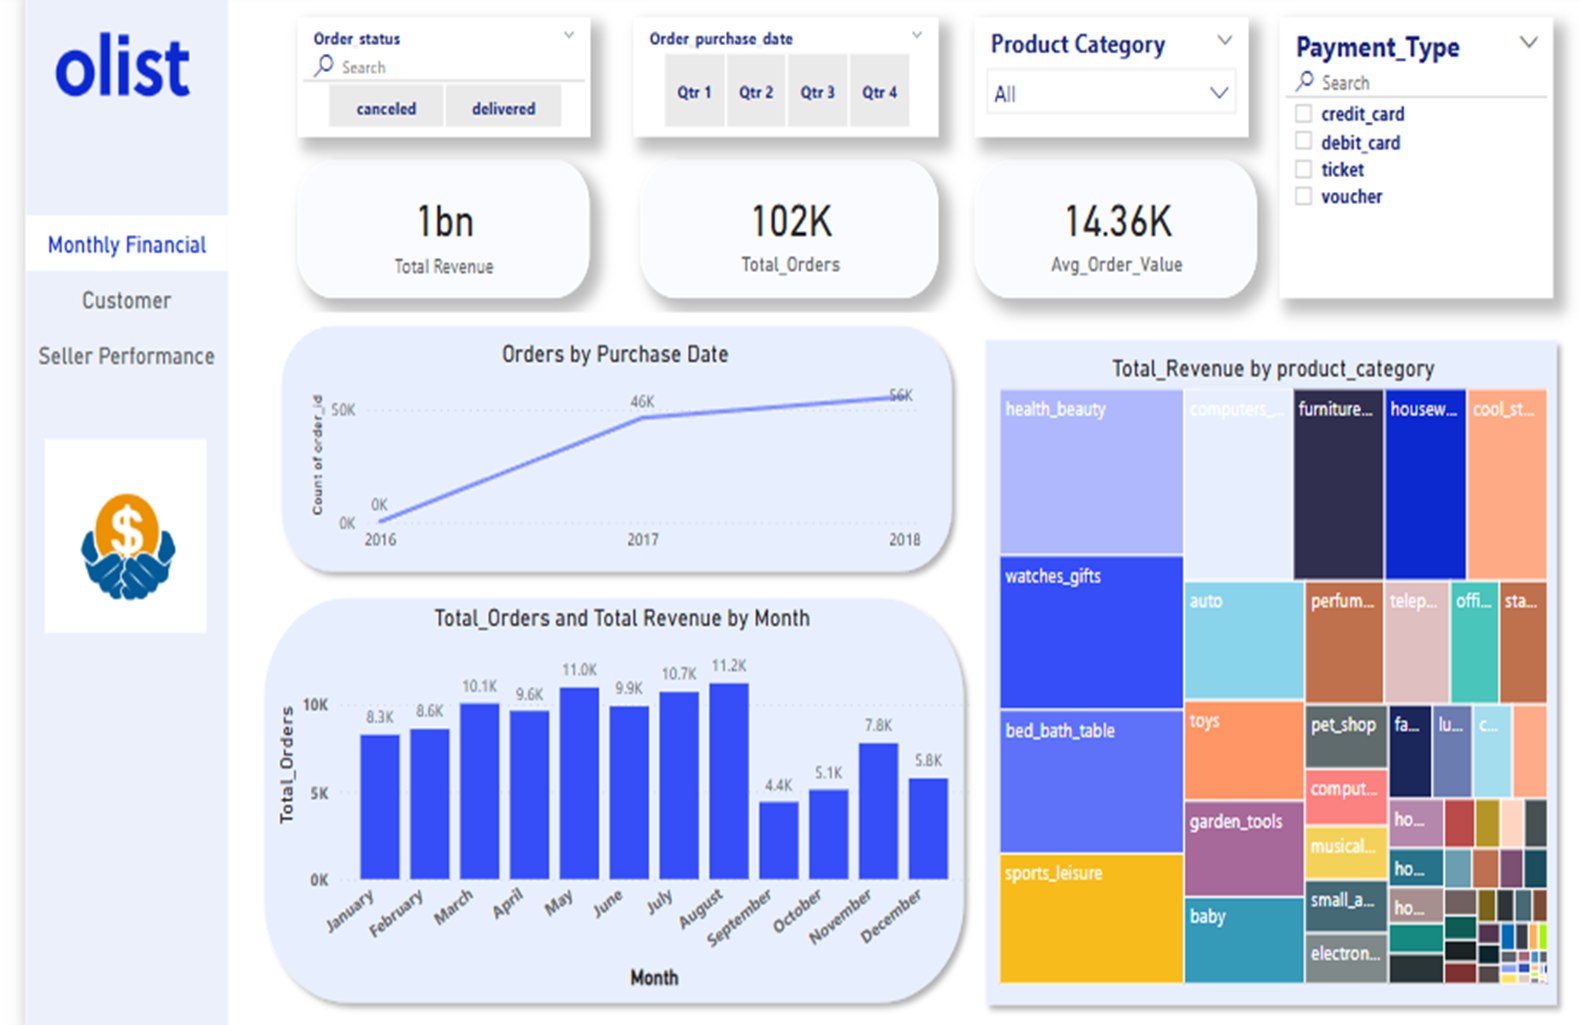 olist
Monthly Financial
Customer
Seller Performance
$
Order_status
Search
canceled
delivered
Order_purchase_date
Qtr 1
Qtr 2
Qtr 3
Qtr 4
Product Category
All
Payment_Type
Search
credit_card
debit_card
ticket
voucher
1bn
Total Revenue
102K
Total_Orders
14.36K
Avg_Order_Value
Orders by Purchase Date
Count of order_id
50K
0K
0K
46K
56K
2016
2017
2018
Total_Orders and Total Revenue by Month
Total_Orders
10K
5K
0K
8.3K
8.6K
10.1K
9.6K
11.0K
9.9K
10.7K
11.2K
4.4K
5.1K
7.8K
5.8K
January
February
March
April
May
June
July
August
September
October
November
December
Month
Total_Revenue by product_category
health_beauty
watches_gifts
bed_bath_table
sports_leisure
computers_...
furniture...
housew...
cool_st...
auto
toys
garden_tools
baby
perfum...
telep...
offi...
sta...
pet_shop
fa...
lu...
c...
comput...
musical...
small_a...
electron...
ho...
ho...
ho...